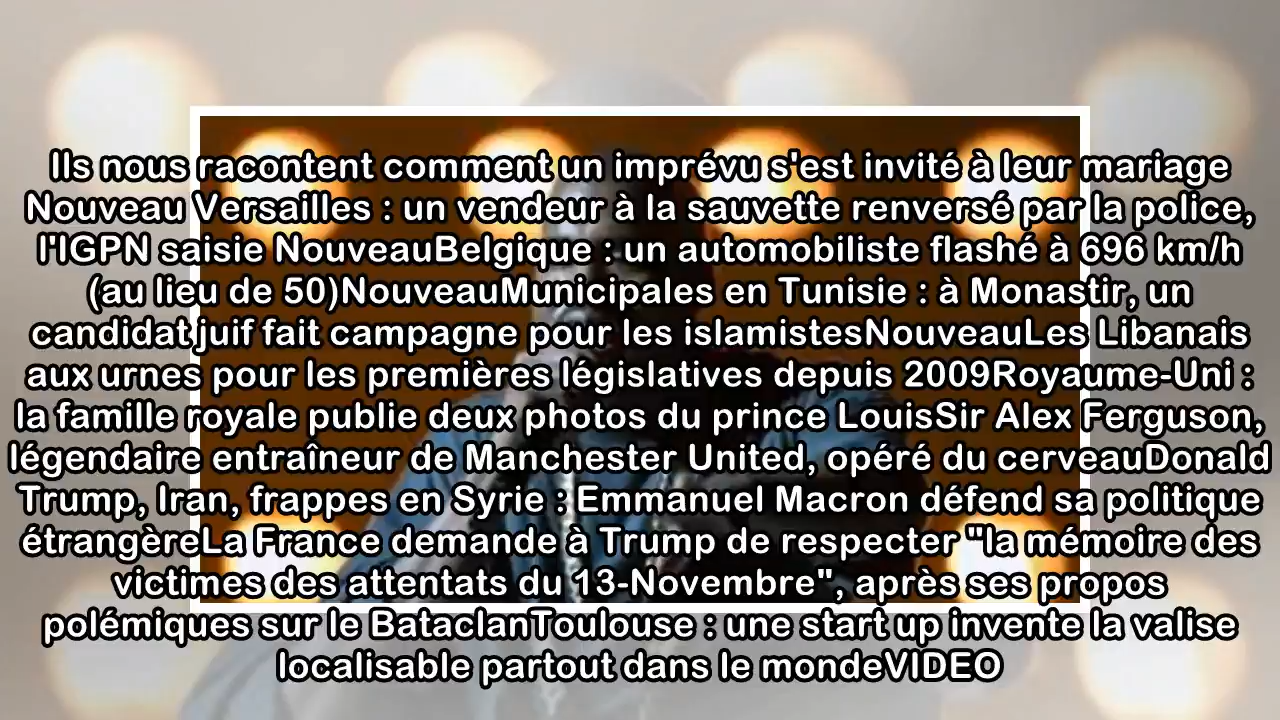 Ils nous racontent comment un imprévu s'est invité à leur mariage
Nouveau Versailles : un vendeur à la sauvette renversé par la police,
l'IGPN saisie NouveauBelgique : un automobiliste flashé à 696 km/h
(au lieu de 50)NouveauMunicipales en Tunisie : à Monastir, un
candidat juif fait campagne pour les islamistesNouveauLes Libanais
aux urnes pour les premières législatives depuis 2009Royaume-Uni :
la famille royale publie deux photos du prince LouisSir Alex Ferguson,
légendaire entraîneur de Manchester United, opéré du cerveauDonald
Trump, Iran, frappes en Syrie : Emmanuel Macron défend sa politique
étrangèreLa France demande à Trump de respecter "la mémoire des
victimes des attentats du 13-Novembre", après ses propos
polémiques sur le BataclanToulouse : une start up invente la valise
localisable partout dans le mondeVIDEO